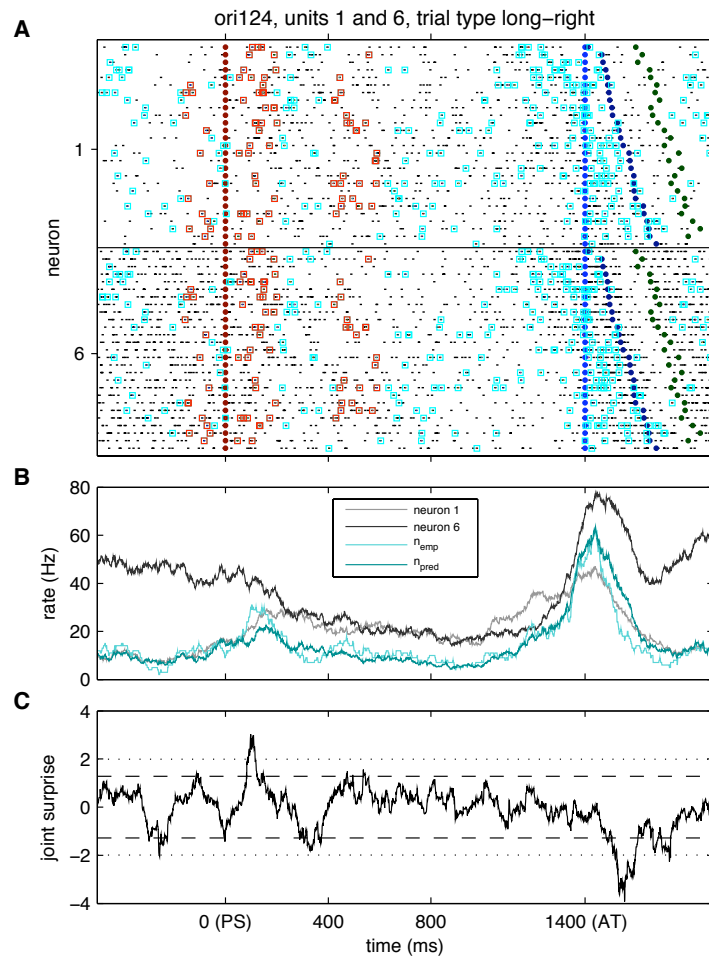 ori124, units 1 and 6, trial type long−right
A
neuron
1
6
B
rate (Hz)
80
60
40
20
0
neuron 1
neuron 6
n_emp
n_pred
C
joint surprise
4
2
0
−2
−4
0 (PS)
400
800
1400 (AT)
time (ms)